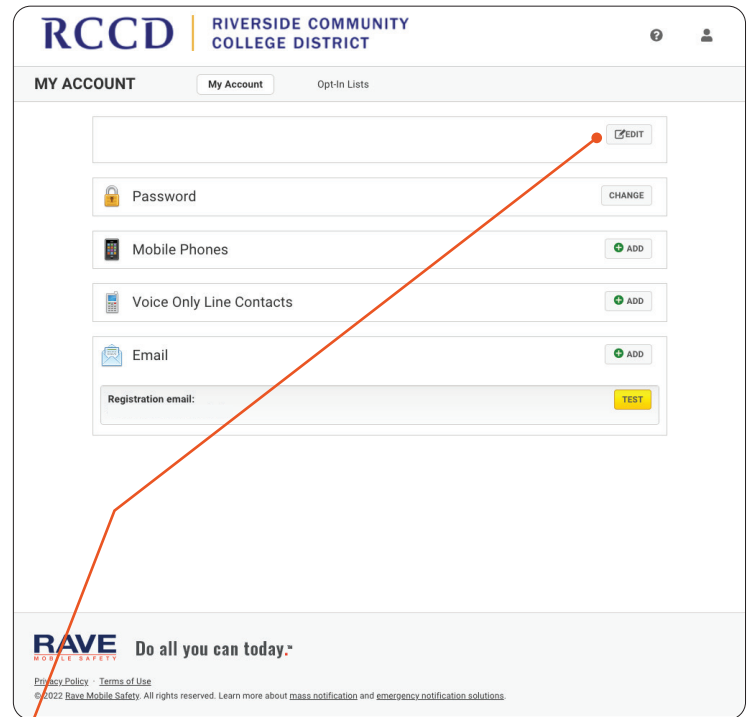 RCCD
RIVERSIDE COMMUNITY
COLLEGE DISTRICT
MY ACCOUNT
My Account
Opt-In Lists
EDIT
Password
CHANGE
Mobile Phones
ADD
Voice Only Line Contacts
ADD
Email
ADD
Registration email:
TEST
RAVE
MOBILE SAFETY
Do all you can today.™
Privacy Policy · Terms of Use
© 2022 Rave Mobile Safety. All rights reserved. Learn more about mass notification and emergency notification solutions.